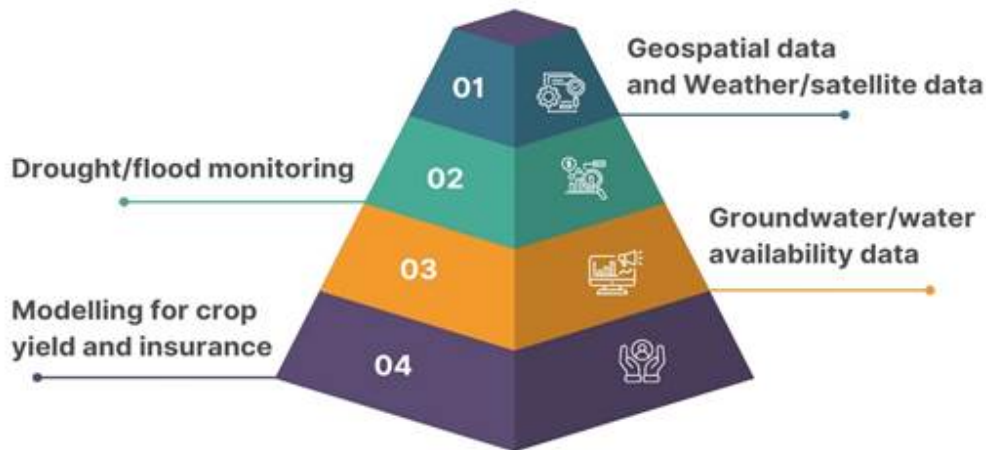 01
Geospatial data
and Weather/satellite data
Drought/flood monitoring
02
Groundwater/water
availability data
03
Modelling for crop
yield and insurance
04